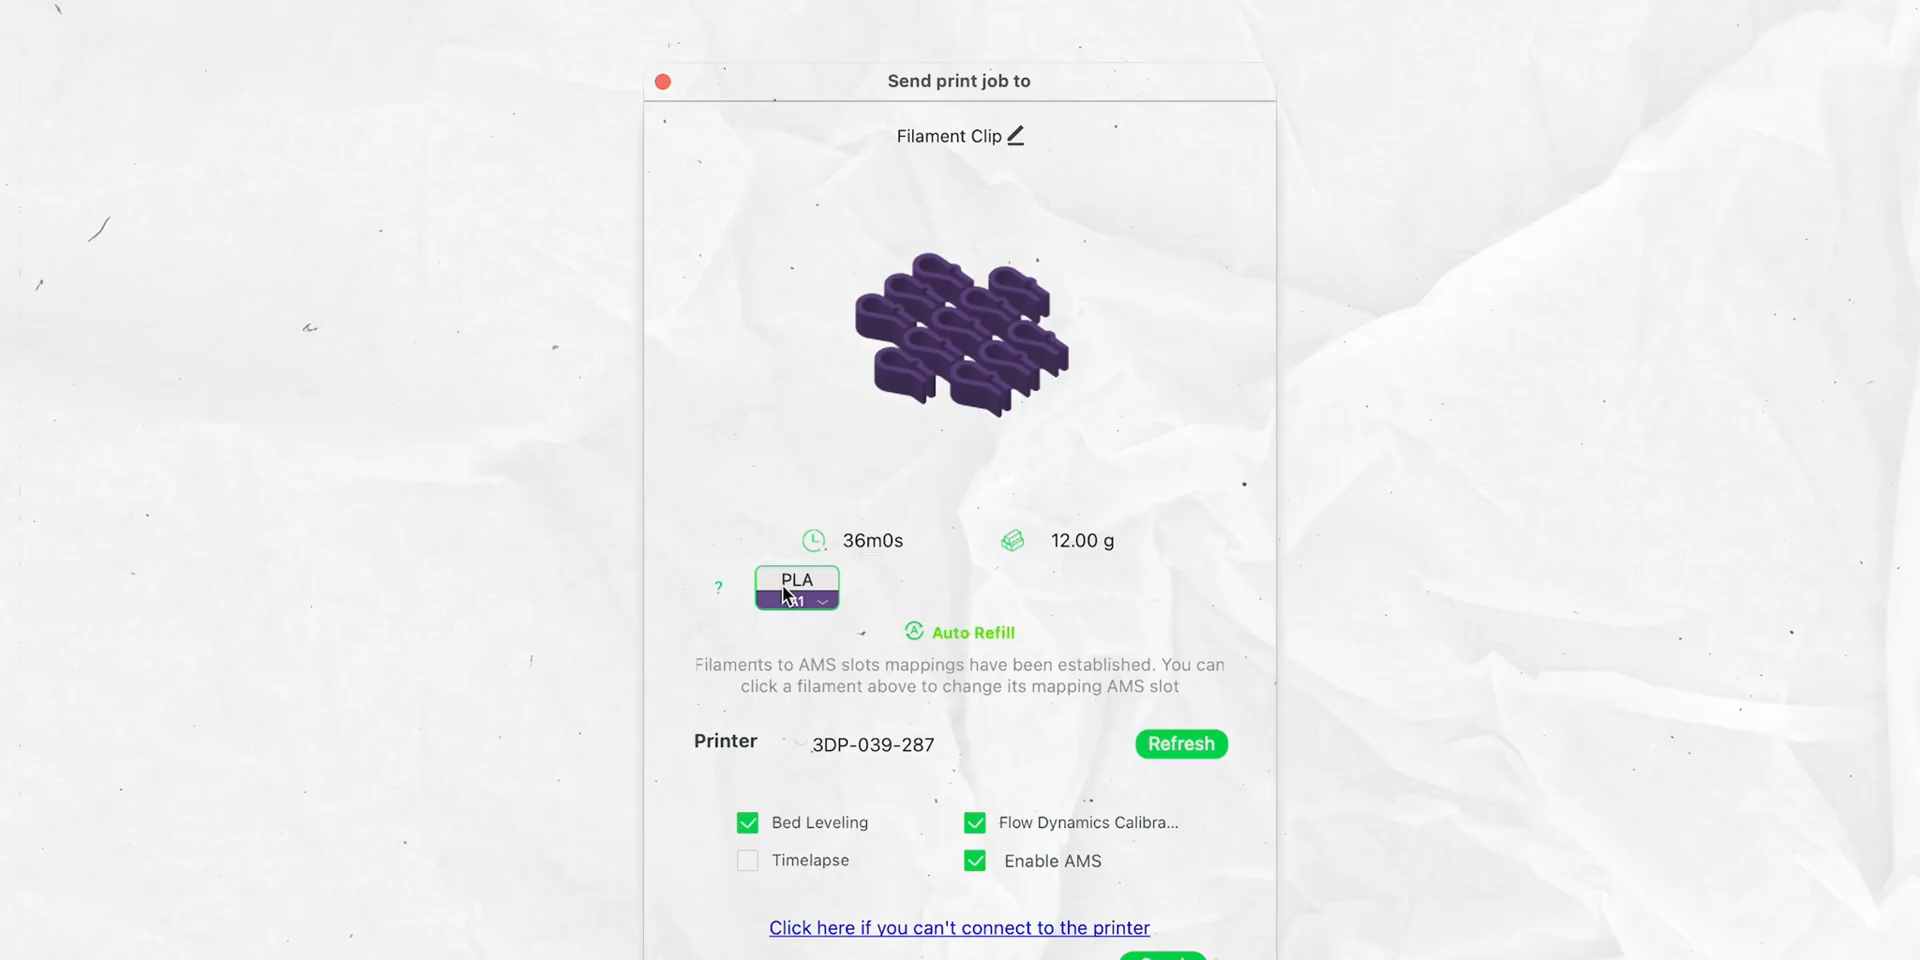 Send print job to
Filament Clip
36m0s
12.00 g
?
PLA
Auto Refill
Filaments to AMS slots mappings have been established. You can
click a filament above to change its mapping AMS slot
Printer
3DP-039-287
Refresh
Bed Leveling
Flow Dynamics Calibra...
Timelapse
Enable AMS
Click here if you can't connect to the printer